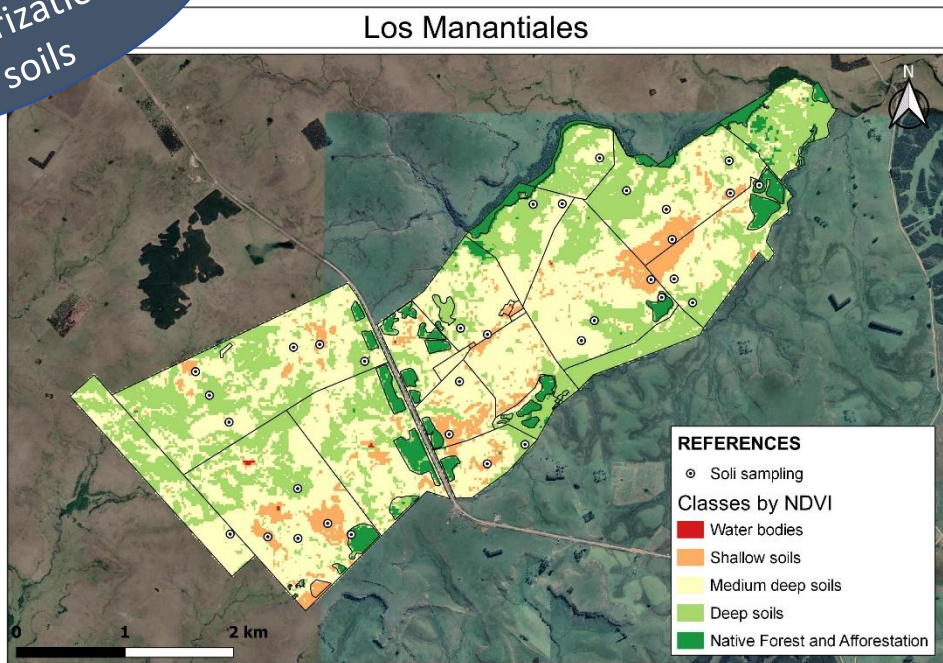 soils
Los Manantiales
N
REFERENCES
Soli sampling
Classes by NDVI
Water bodies
Shallow soils
Medium deep soils
Deep soils
Native Forest and Afforestation
0 1 2 km